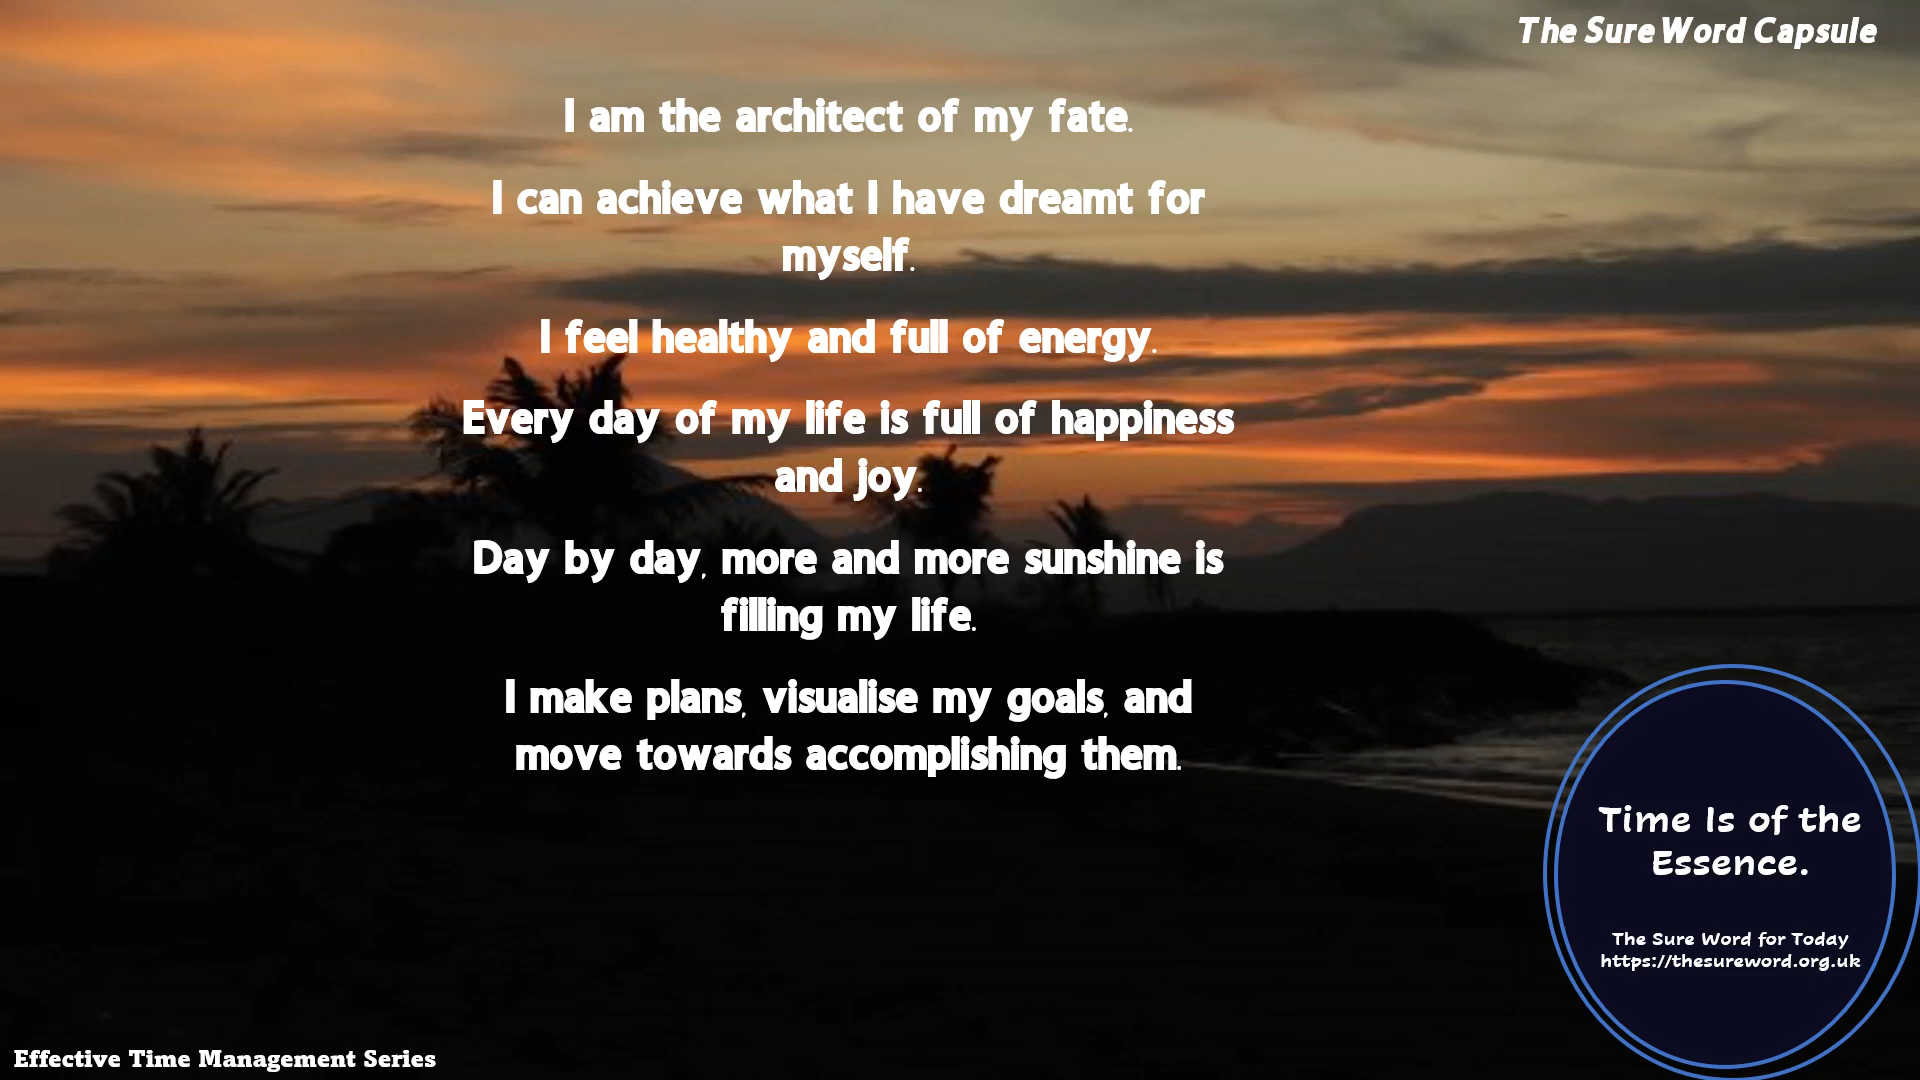 The Sure Word Capsule
I am the architect of my fate.
I can achieve what I have dreamt for
myself.
I feel healthy and full of energy.
Every day of my life is full of happiness
and joy.
Day by day, more and more sunshine is
filling my life.
I make plans, visualise my goals, and
move towards accomplishing them.
Time Is of the
Essence.
The Sure Word for Today
https://thesureword.org.uk
Effective Time Management Series